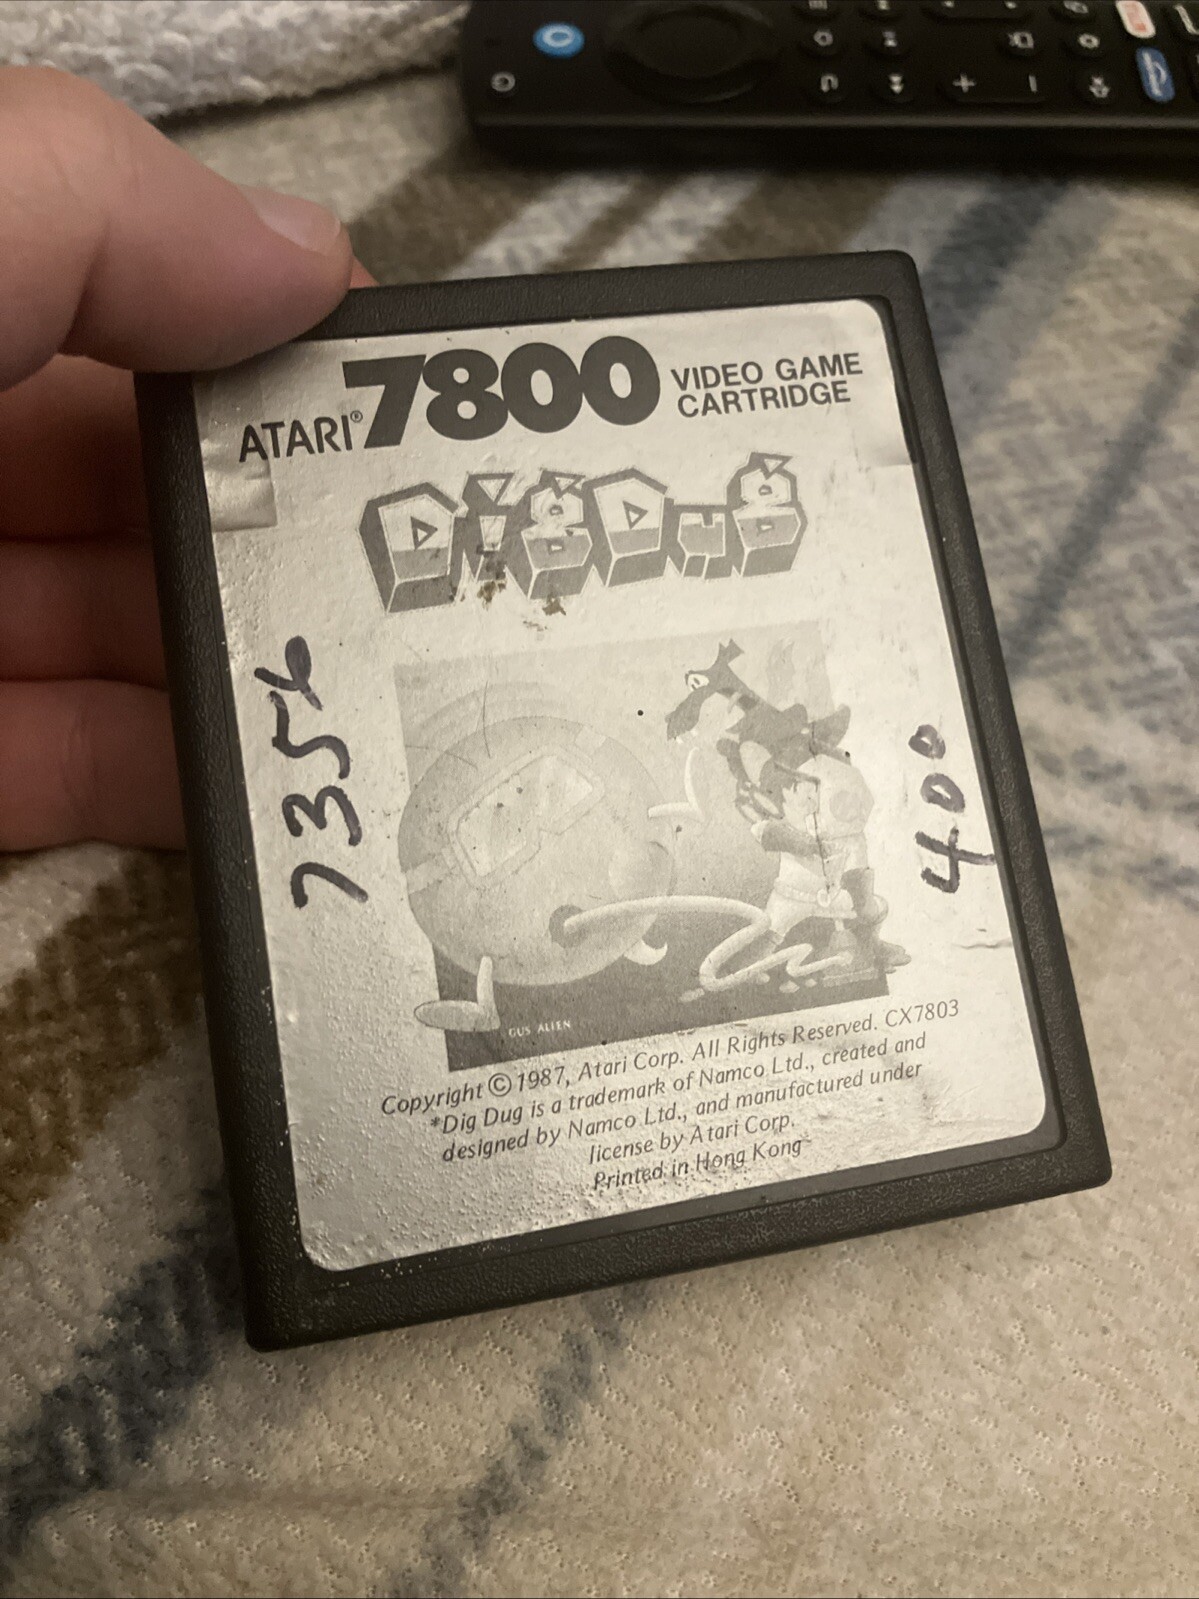 ATARI® 7800 VIDEO GAME
CARTRIDGE
DiG DuG
7356
400
GUS ALIEN
Copyright © 1987, Atari Corp. All Rights Reserved. CX7803
*Dig Dug is a trademark of Namco Ltd., created and
designed by Namco Ltd., and manufactured under
license by Atari Corp.
Printed in Hong Kong